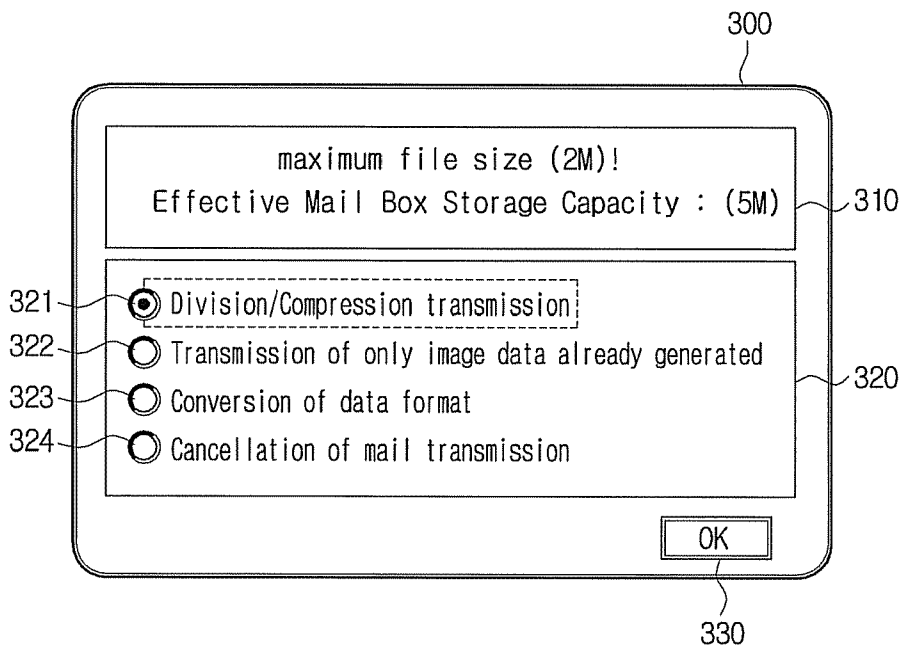 300
maximum file size (2M)!
Effective Mail Box Storage Capacity : (5M)
310
321
Division/Compression transmission
322
Transmission of only image data already generated
320
323
Conversion of data format
324
Cancellation of mail transmission
OK
330